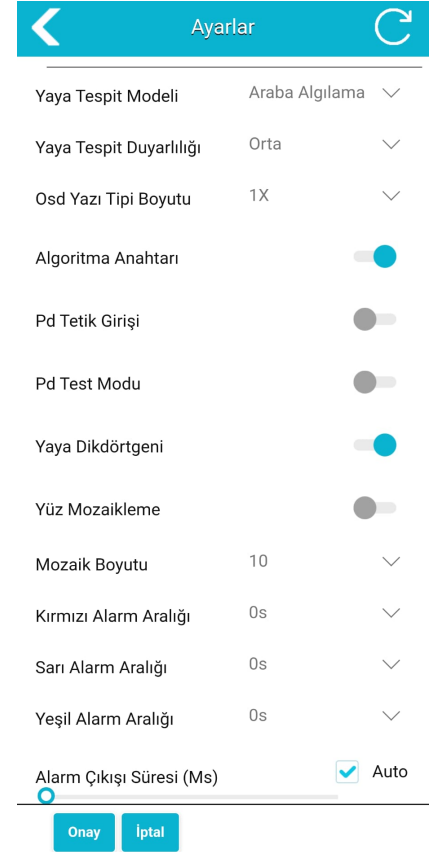 Ayarlar
Yaya Tespit Modeli Araba Algılama
Yaya Tespit Duyarlılığı Orta
Osd Yazı Tipi Boyutu 1X
Algoritma Anahtarı
Pd Tetik Girişi
Pd Test Modu
Yaya Dikdörtgeni
Yüz Mozaikleme
Mozaik Boyutu 10
Kırmızı Alarm Aralığı 0s
Sarı Alarm Aralığı 0s
Yeşil Alarm Aralığı 0s
Alarm Çıkışı Süresi (Ms) Auto
Onay İptal